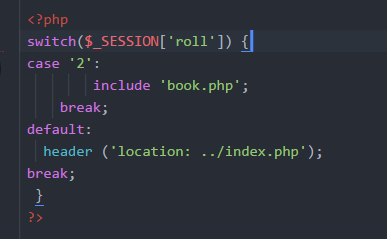 <?php
switch($_SESSION['roll']) {
case '2':
        include 'book.php';
    break;
default:
  header ('location: ../index.php');
break;
 }
?>